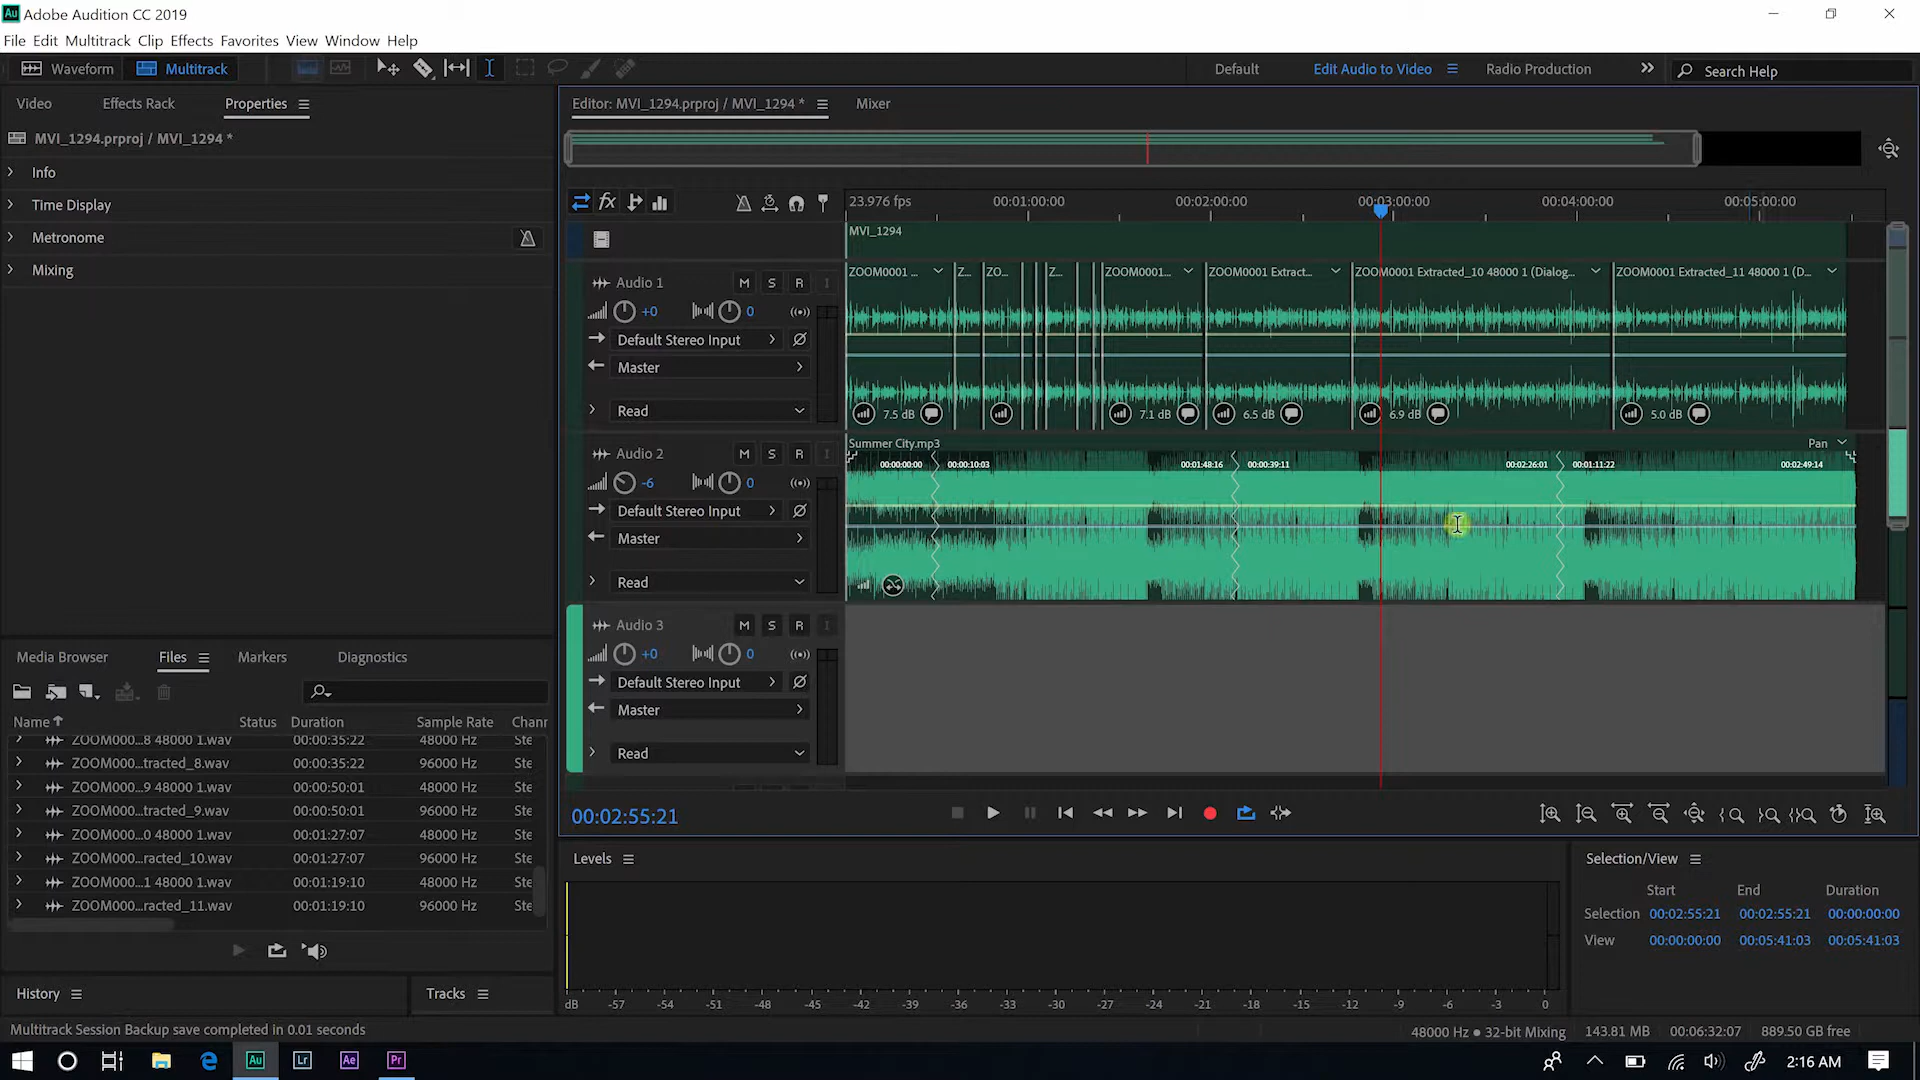 Au Adobe Audition CC 2019
File Edit Multitrack Clip Effects Favorites View Window Help
Waveform Multitrack
Default Edit Audio to Video Radio Production >> Search Help
Video Effects Rack Properties
MVI_1294.prproj / MVI_1294 *
Info
Time Display
Metronome
Mixing
Editor: MVI_1294.prproj / MVI_1294 * Mixer
fx
23.976 fps 00:01:00:00 00:02:00:00 00:03:00:00 00:04:00:00 00:05:00:00
MVI_1294
Audio 1 M S R I
+0 0
Default Stereo Input
Master
Read
ZOOM0001 ... Z... ZO... Z... ZOOM0001... ZOOM0001 Extract... ZOOM0001 Extracted_10 48000 1 (Dialog... ZOOM0001 Extracted_11 48000 1 (D...
7.5 dB 7.1 dB 6.5 dB 6.9 dB 5.0 dB
Audio 2 M S R I
-6 0
Default Stereo Input
Master
Read
Summer City.mp3 Pan
00:00:00:00 00:00:10:03 00:01:48:16 00:00:39:11 00:02:26:01 00:01:11:22 00:02:49:14
Audio 3 M S R I
+0 0
Default Stereo Input
Master
Read
Media Browser Files Markers Diagnostics
Name Status Duration Sample Rate Chanr
ZOOM000...8 48000 1.wav 00:00:35:22 48000 Hz Ste
ZOOM000...tracted_8.wav 00:00:35:22 96000 Hz Ste
ZOOM000...9 48000 1.wav 00:00:50:01 48000 Hz Ste
ZOOM000...tracted_9.wav 00:00:50:01 96000 Hz Ste
ZOOM000...0 48000 1.wav 00:01:27:07 48000 Hz Ste
ZOOM000...racted_10.wav 00:01:27:07 96000 Hz Ste
ZOOM000...1 48000 1.wav 00:01:19:10 48000 Hz Ste
ZOOM000...racted_11.wav 00:01:19:10 96000 Hz Ste
00:02:55:21
Levels
dB -57 -54 -51 -48 -45 -42 -39 -36 -33 -30 -27 -24 -21 -18 -15 -12 -9 -6 -3 0
Selection/View
Start End Duration
Selection 00:02:55:21 00:02:55:21 00:00:00:00
View 00:00:00:00 00:05:41:03 00:05:41:03
History Tracks
Multitrack Session Backup save completed in 0.01 seconds
48000 Hz ● 32-bit Mixing 143.81 MB 00:06:32:07 889.50 GB free
Au Lr Ae Pr
2:16 AM